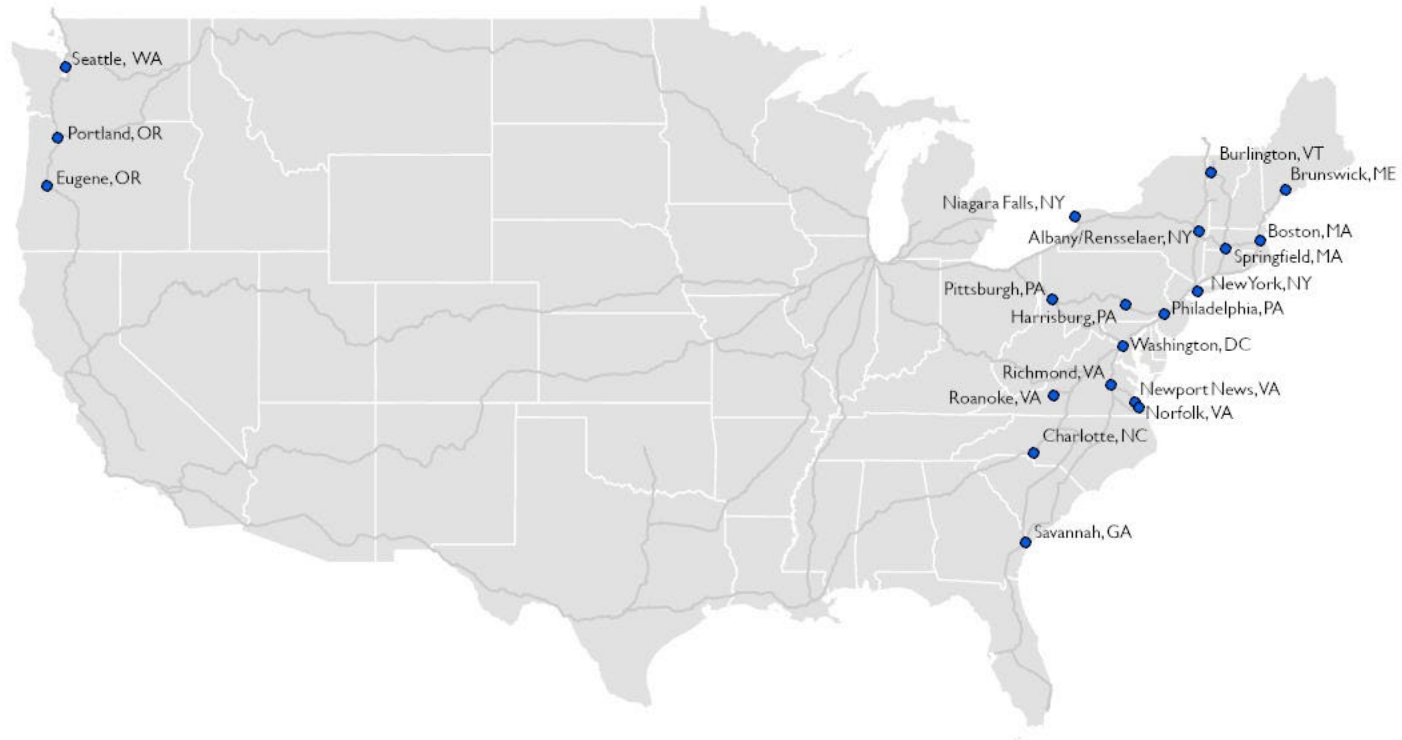 Seattle, WA
Portland, OR
Eugene, OR
Burlington, VT
Brunswick, ME
Niagara Falls, NY
Albany/Rensselaer, NY
Boston, MA
Springfield, MA
Pittsburgh, PA
New York, NY
Harrisburg, PA
Philadelphia, PA
Washington, DC
Richmond, VA
Newport News, VA
Roanoke, VA
Norfolk, VA
Charlotte, NC
Savannah, GA